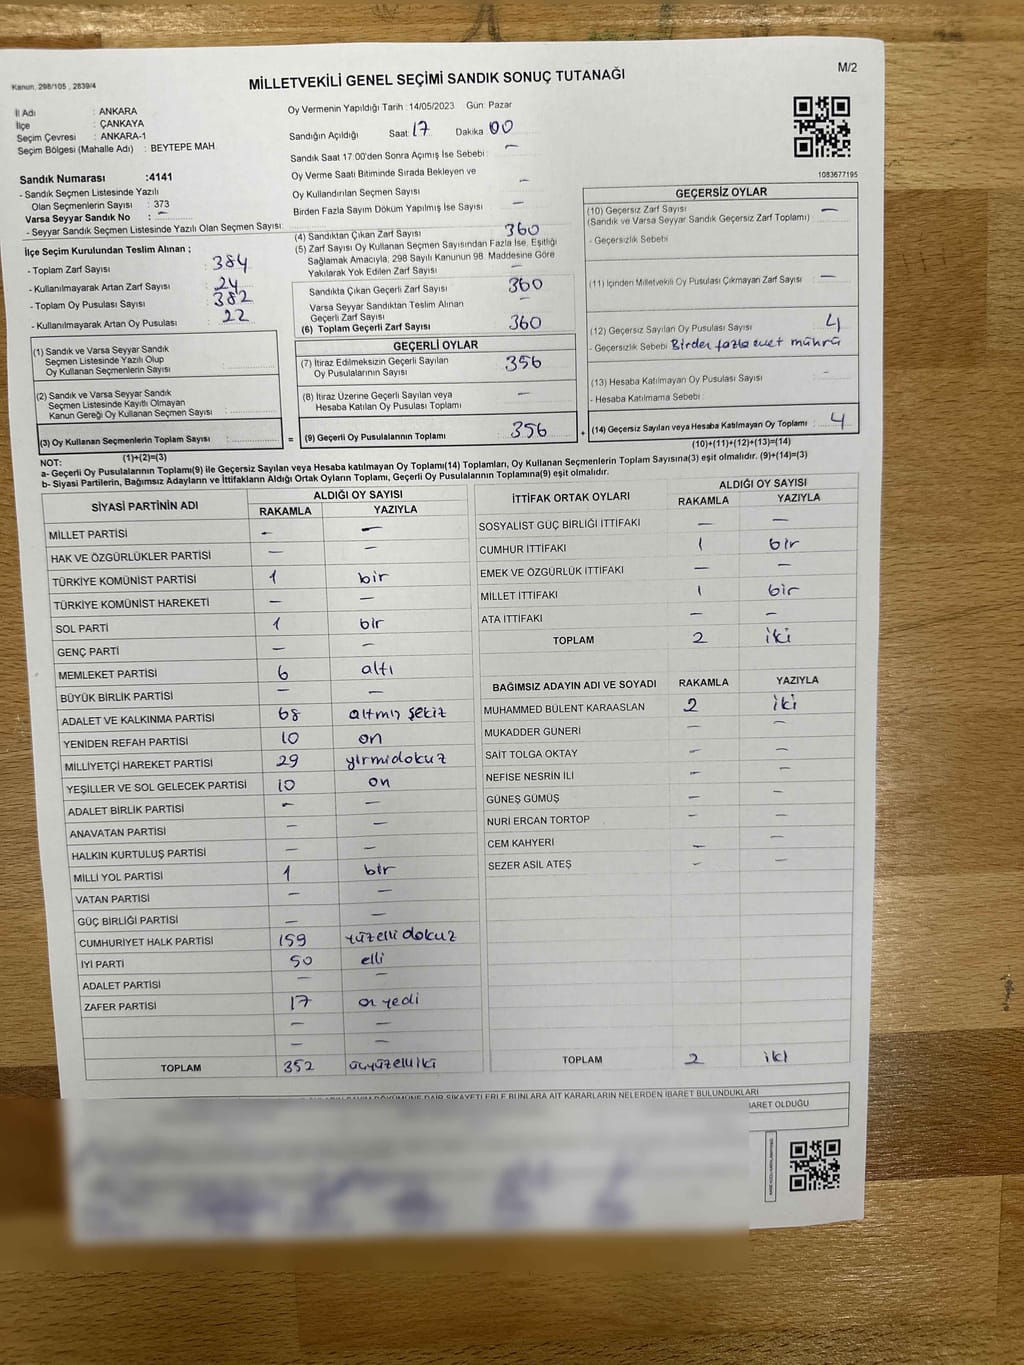 Kanun. 298/105 , 2839/4
MİLLETVEKİLİ GENEL SEÇİMİ SANDIK SONUÇ TUTANAĞI
M/2
İl Adı : ANKARA
İlçe : ÇANKAYA
Seçim Çevresi : ANKARA-1
Seçim Bölgesi (Mahalle Adı) : BEYTEPE MAH.
Oy Vermenin Yapıldığı Tarih : 14/05/2023 Gün: Pazar
Sandığın Açıldığı Saat: 17 Dakika: 00
Sandık Saat 17:00'den Sonra Açımış İse Sebebi : —
Oy Verme Saati Bitiminde Sırada Bekleyen ve
Oy Kullandırılan Seçmen Sayısı —
Birden Fazla Sayım Döküm Yapılmış İse Sayısı —
1083677195
Sandık Numarası :4141
- Sandık Seçmen Listesinde Yazılı
Olan Seçmenlerin Sayısı : 373
Varsa Seyyar Sandık No : —
- Seyyar Sandık Seçmen Listesinde Yazılı Olan Seçmen Sayısı:
İlçe Seçim Kurulundan Teslim Alınan ;
- Toplam Zarf Sayısı : 384
- Kullanılmayarak Artan Zarf Sayısı : 24
- Toplam Oy Pusulası Sayısı : 382
- Kullanılmayarak Artan Oy Pusulası : 22
(1) Sandık ve Varsa Seyyar Sandık
Seçmen Listesinde Yazılı Olup
Oy Kullanan Seçmenlerin Sayısı :
(2) Sandık ve Varsa Seyyar Sandık
Seçmen Listesinde Kayıtlı Olmayan
Kanun Gereği Oy Kullanan Seçmen Sayısı :
(3) Oy Kullanan Seçmenlerin Toplam Sayısı :
(1)+(2)=(3)
(4) Sandıktan Çıkan Zarf Sayısı 360
(5) Zarf Sayısı Oy Kullanan Seçmen Sayısından Fazla İse, Eşitliği
Sağlamak Amacıyla, 298 Sayılı Kanunun 98. Maddesine Göre
Yakılarak Yok Edilen Zarf Sayısı —
Sandıkta Çıkan Geçerli Zarf Sayısı 360
Varsa Seyyar Sandıktan Teslim Alınan
Geçerli Zarf Sayısı —
(6) Toplam Geçerli Zarf Sayısı 360
GEÇERLİ OYLAR
(7) İtiraz Edilmeksizin Geçerli Sayılan
Oy Pusulalarının Sayısı 356
(8) İtiraz Üzerine Geçerli Sayılan veya
Hesaba Katılan Oy Pusulası Toplamı —
= (9) Geçerli Oy Pusulalarının Toplamı 356
GEÇERSİZ OYLAR
(10) Geçersiz Zarf Sayısı —
(Sandık ve Varsa Seyyar Sandık Geçersiz Zarf Toplamı)
- Geçersizlik Sebebi
(11) İçinden Milletvekili Oy Pusulası Çıkmayan Zarf Sayısı —
(12) Geçersiz Sayılan Oy Pusulası Sayısı 4
- Geçersizlik Sebebi Birden fazla evet mührü
(13) Hesaba Katılmayan Oy Pusulası Sayısı -
- Hesaba Katılmama Sebebi :
+ (14) Geçersiz Sayılan veya Hesaba Katılmayan Oy Toplamı : 4
(10)+(11)+(12)+(13)=(14)
NOT:
a- Geçerli Oy Pusulalarının Toplamı(9) ile Geçersiz Sayılan veya Hesaba katılmayan Oy Toplamı(14) Toplamları, Oy Kullanan Seçmenlerin Toplam Sayısına(3) eşit olmalıdır. (9)+(14)=(3)
b- Siyasi Partilerin, Bağımsız Adayların ve İttifakların Aldığı Ortak Oyların Toplamı, Geçerli Oy Pusulalarının Toplamına(9) eşit olmalıdır.
SİYASİ PARTİNİN ADI ALDIĞI OY SAYISI
RAKAMLA YAZIYLA
MİLLET PARTİSİ — —
HAK VE ÖZGÜRLÜKLER PARTİSİ — —
TÜRKİYE KOMÜNİST PARTİSİ 1 bir
TÜRKİYE KOMÜNİST HAREKETİ — —
SOL PARTİ 1 bir
GENÇ PARTİ — —
MEMLEKET PARTİSİ 6 altı
BÜYÜK BİRLİK PARTİSİ — —
ADALET VE KALKINMA PARTİSİ 68 altmış sekiz
YENİDEN REFAH PARTİSİ 10 on
MİLLİYETÇİ HAREKET PARTİSİ 29 yirmidokuz
YEŞİLLER VE SOL GELECEK PARTİSİ 10 on
ADALET BİRLİK PARTİSİ — —
ANAVATAN PARTİSİ — —
HALKIN KURTULUŞ PARTİSİ — —
MİLLİ YOL PARTİSİ 1 bir
VATAN PARTİSİ — —
GÜÇ BİRLİĞİ PARTİSİ — —
CUMHURİYET HALK PARTİSİ 159 yüzelli dokuz
İYİ PARTİ 50 elli
ADALET PARTİSİ — —
ZAFER PARTİSİ 17 on yedi
— —
— —
TOPLAM 352 üçyüzelliiki
İTTİFAK ORTAK OYLARI ALDIĞI OY SAYISI
RAKAMLA YAZIYLA
SOSYALİST GÜÇ BİRLİĞİ İTTİFAKI — —
CUMHUR İTTİFAKI 1 bir
EMEK VE ÖZGÜRLÜK İTTİFAKI — —
MİLLET İTTİFAKI 1 bir
ATA İTTİFAKI — —
TOPLAM 2 iki
BAĞIMSIZ ADAYIN ADI VE SOYADI RAKAMLA YAZIYLA
MUHAMMED BÜLENT KARAASLAN 2 iki
MUKADDER GÜNERİ — —
SAİT TOLGA OKTAY — —
NEFİSE NESRİN İLİ — —
GÜNEŞ GÜMÜŞ — —
NURİ ERCAN TORTOP — —
CEM KAHYERİ — —
SEZER ASİL ATEŞ — —
TOPLAM 2 iki
DÖKÜMÜNE DAİR ŞİKAYETLERLE BUNLARA AİT KARARLARIN NELERDEN İBARET BULUNDUKLARI
İBARET OLDUĞU